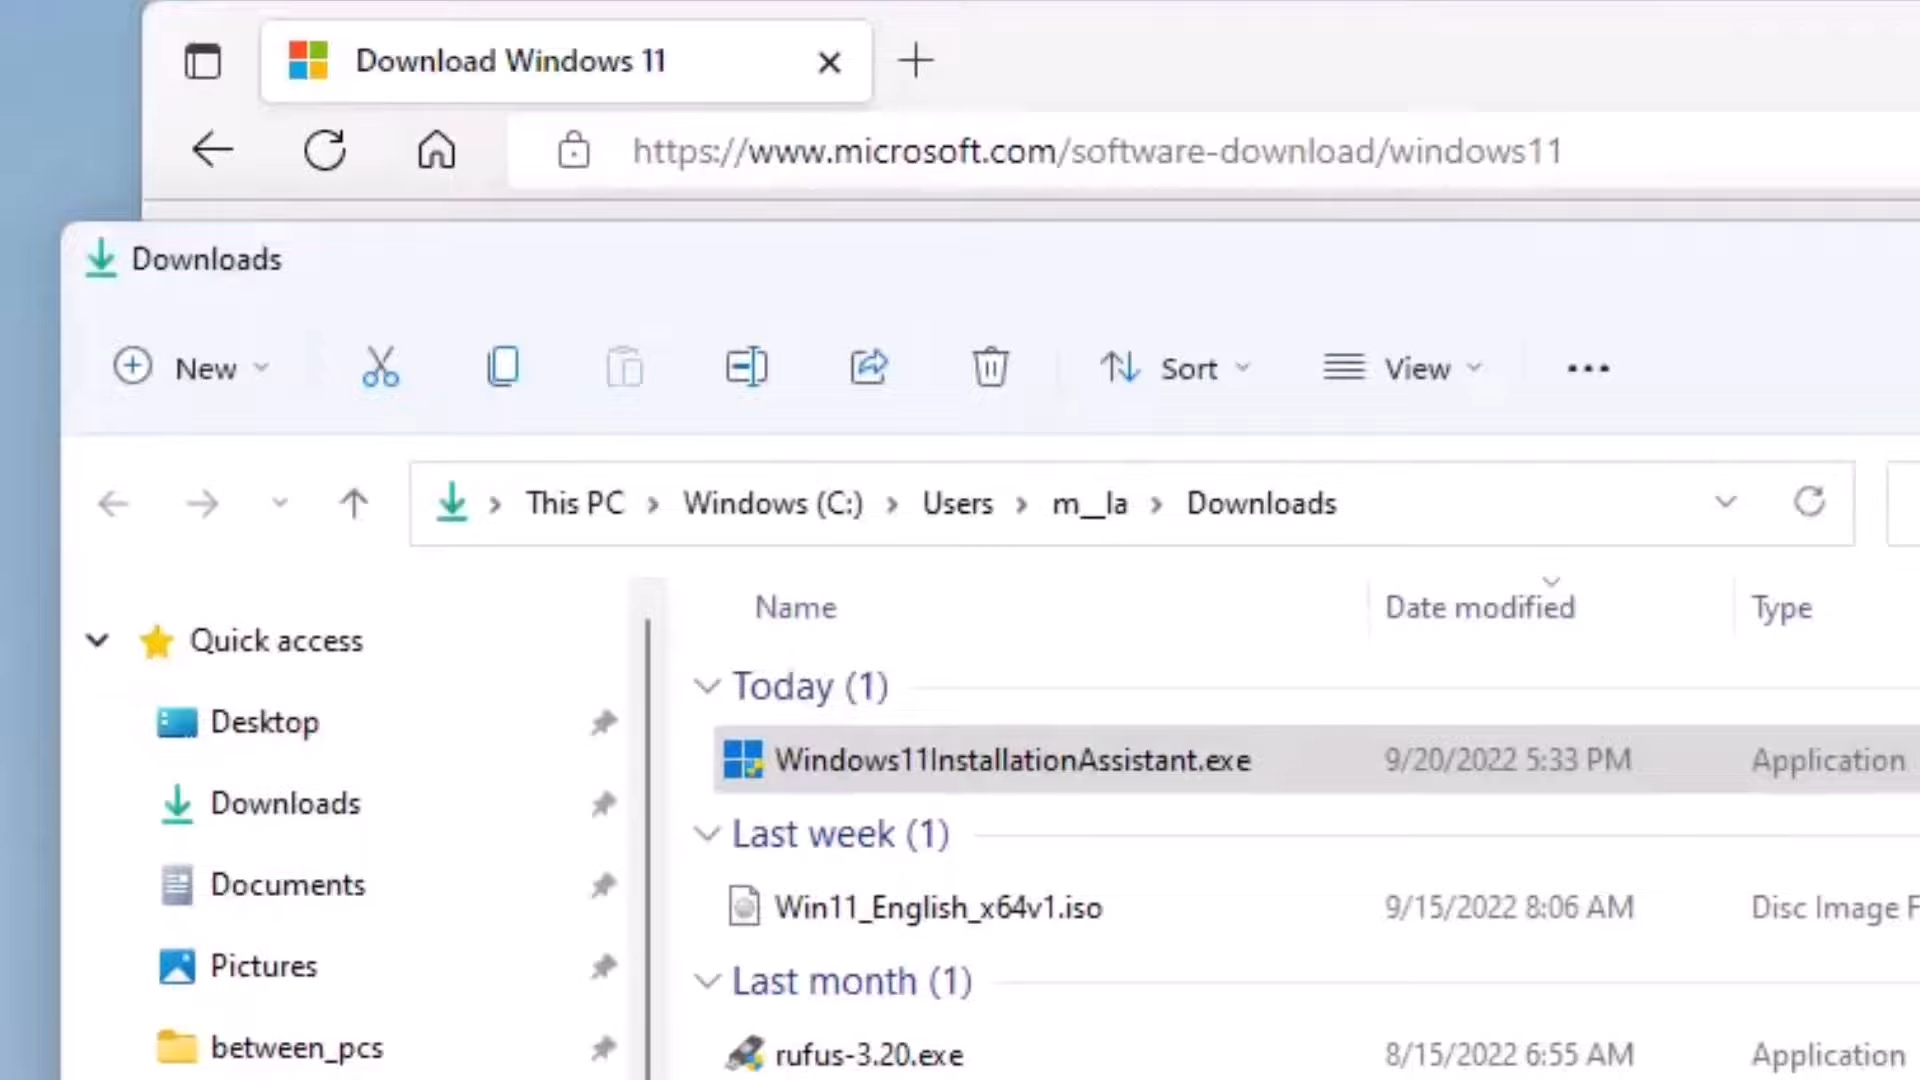 Download Windows 11
https://www.microsoft.com/software-download/windows11
Downloads
New
Sort
View
This PC > Windows (C:) > Users > m__la > Downloads
Name Date modified Type
Quick access
Desktop
Downloads
Documents
Pictures
between_pcs
Today (1)
Windows11InstallationAssistant.exe 9/20/2022 5:33 PM Application
Last week (1)
Win11_English_x64v1.iso 9/15/2022 8:06 AM Disc Image F
Last month (1)
rufus-3.20.exe 8/15/2022 6:55 AM Application